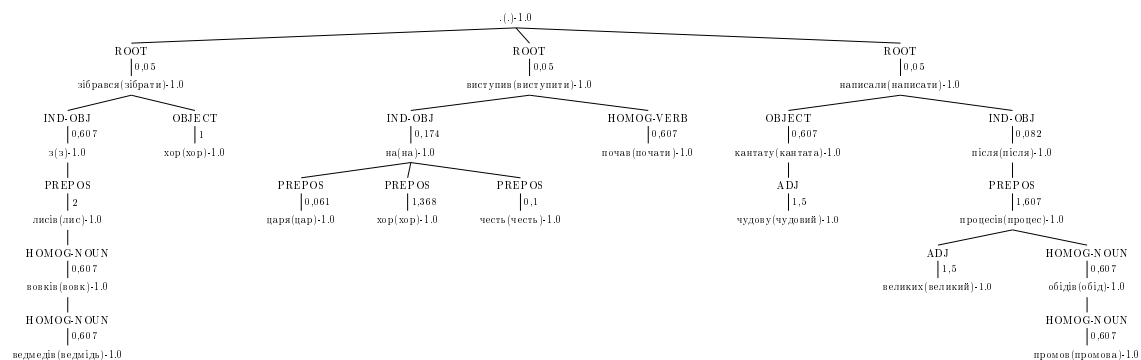 .(.)-1.0
ROOT ROOT ROOT
0,05 0,05 0,05
зібрався(зібрати)-1.0 виступив(виступити)-1.0 написали(написати)-1.0
IND-OBJ OBJECT IND-OBJ HOMOG-VERB OBJECT IND-OBJ
0,607 1 0,174 0,607 0,607 0,082
з(з)-1.0 хор(хор)-1.0 на(на)-1.0 почав(почати)-1.0 кантату(кантата)-1.0 після(після)-1.0
PREPOS PREPOS PREPOS PREPOS ADJ PREPOS
2 0,061 1,368 0,1 1,5 1,607
лисів(лис)-1.0 царя(цар)-1.0 хор(хор)-1.0 честь(честь)-1.0 чудову(чудовий)-1.0 процесів(процес)-1.0
HOMOG-NOUN ADJ HOMOG-NOUN
0,607 1,5 0,607
вовків(вовк)-1.0 великих(великий)-1.0 обідів(обід)-1.0
HOMOG-NOUN HOMOG-NOUN
0,607 0,607
ведмедів(ведмідь)-1.0 промов(промова)-1.0